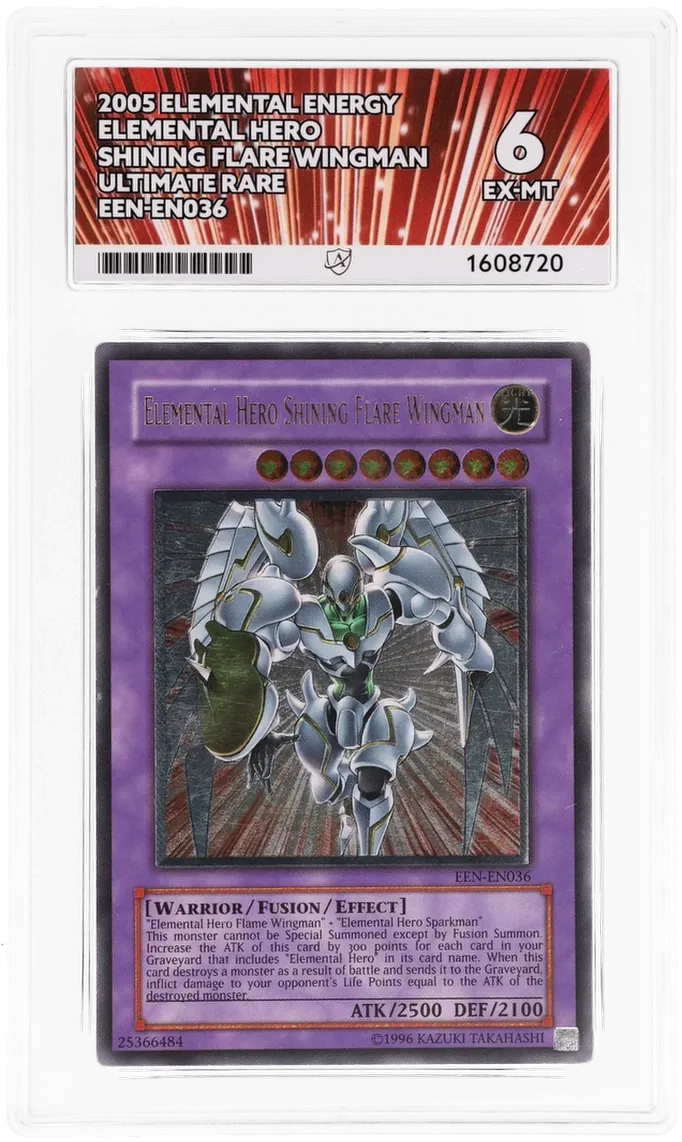 2005 ELEMENTAL ENERGY
ELEMENTAL HERO
SHINING FLARE WINGMAN
ULTIMATE RARE
EEN-EN036
6
EX-MT
1608720
ELEMENTAL HERO SHINING FLARE WINGMAN
LIGHT
光
EEN-EN036
[WARRIOR/FUSION/EFFECT]
"Elemental Hero Flame Wingman" + "Elemental Hero Sparkman"
This monster cannot be Special Summoned except by Fusion Summon.
Increase the ATK of this card by 300 points for each card in your
Graveyard that includes "Elemental Hero" in its card name. When this
card destroys a monster as a result of battle and sends it to the Graveyard,
inflict damage to your opponent's Life Points equal to the ATK of the
destroyed monster.
ATK/2500 DEF/2100
25366484
©1996 KAZUKI TAKAHASHI